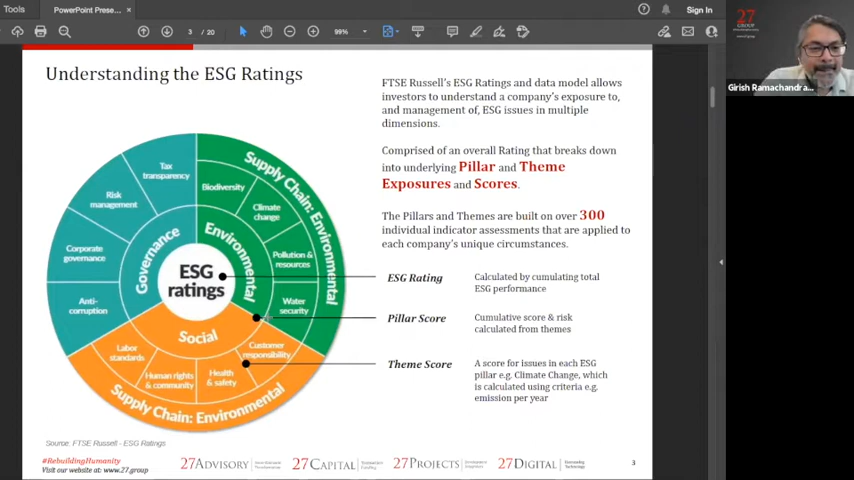 Tools
PowerPoint Prese... ×
Sign In
3 / 20
99%
27
GROUP
Girish Ramachandra...
Understanding the ESG Ratings
FTSE Russell's ESG Ratings and data model allows
investors to understand a company's exposure to,
and management of, ESG issues in multiple
dimensions.
Comprised of an overall Rating that breaks down
into underlying Pillar and Theme
Exposures and Scores.
The Pillars and Themes are built on over 300
individual indicator assessments that are applied to
each company's unique circumstances.
ESG
ratings
Governance
Environmental
Social
Tax
transparency
Risk
management
Corporate
governance
Anti-
corruption
Supply Chain: Environmental
Biodiversity
Climate
change
Pollution &
resources
Water
security
Labor
standards
Human rights
& community
Health
& safety
Customer
responsibility
Supply Chain: Environmental
ESG Rating
Calculated by cumulating total
ESG performance
Pillar Score
Cumulative score & risk
calculated from themes
Theme Score
A score for issues in each ESG
pillar e.g. Climate Change, which
is calculated using criteria e.g.
emission per year
Source. FTSE Russell - ESG Ratings
#RebuildingHumanity
Visit our website at: www.27.group
27ADVISORY
27CAPITAL
27PROJECTS
27DIGITAL
3